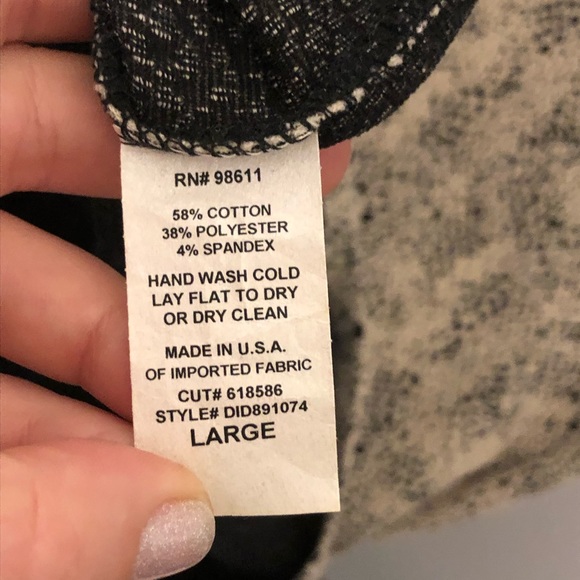 RN# 98611
58% COTTON
38% POLYESTER
4% SPANDEX
HAND WASH COLD
LAY FLAT TO DRY
OR DRY CLEAN
MADE IN U.S.A.
OF IMPORTED FABRIC
CUT# 618586
STYLE# DID891074
LARGE